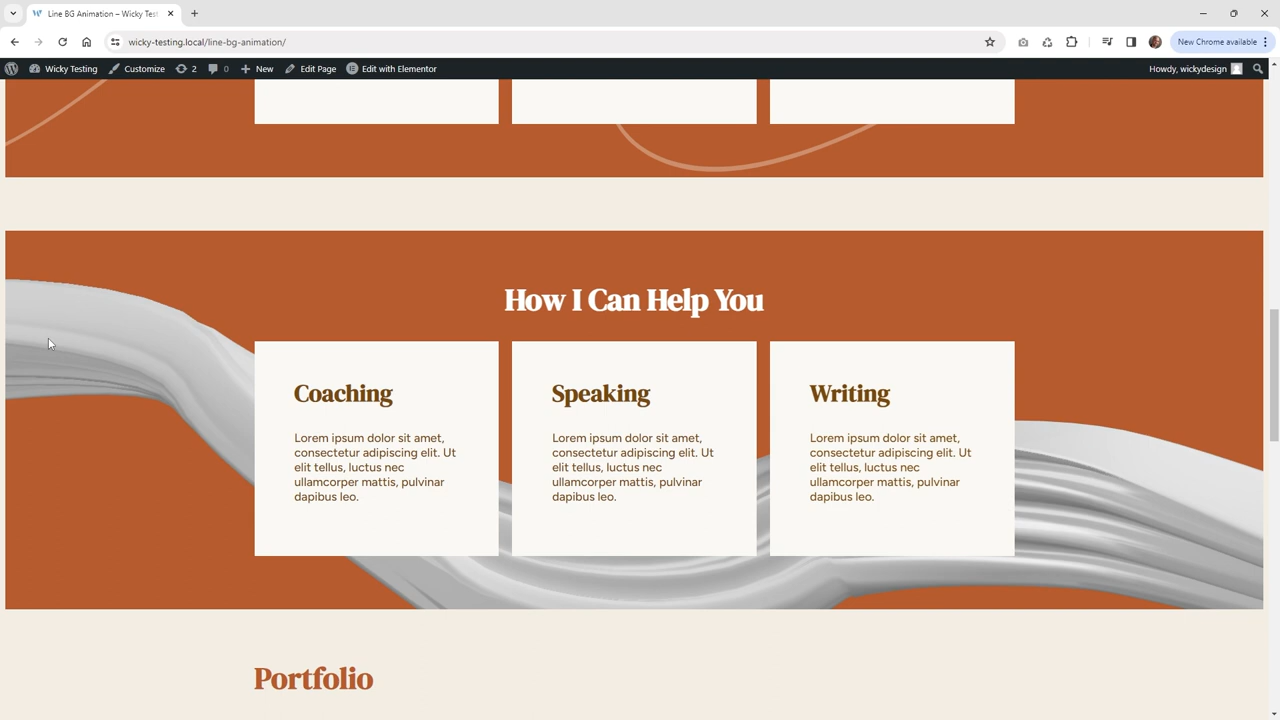 Line BG Animation – Wicky Tes
wicky-testing.local/line-bg-animation/
New Chrome available
Wicky Testing
Customize
2
0
New
Edit Page
Edit with Elementor
Howdy, wickydesign
How I Can Help You
Coaching
Lorem ipsum dolor sit amet,
consectetur adipiscing elit. Ut
elit tellus, luctus nec
ullamcorper mattis, pulvinar
dapibus leo.
Speaking
Lorem ipsum dolor sit amet,
consectetur adipiscing elit. Ut
elit tellus, luctus nec
ullamcorper mattis, pulvinar
dapibus leo.
Writing
Lorem ipsum dolor sit amet,
consectetur adipiscing elit. Ut
elit tellus, luctus nec
ullamcorper mattis, pulvinar
dapibus leo.
Portfolio